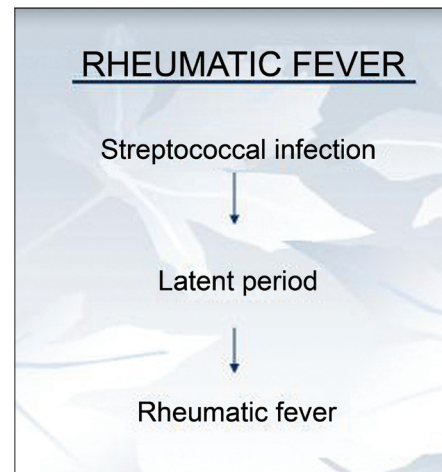 RHEUMATIC FEVER
Streptococcal infection
Latent period
Rheumatic fever